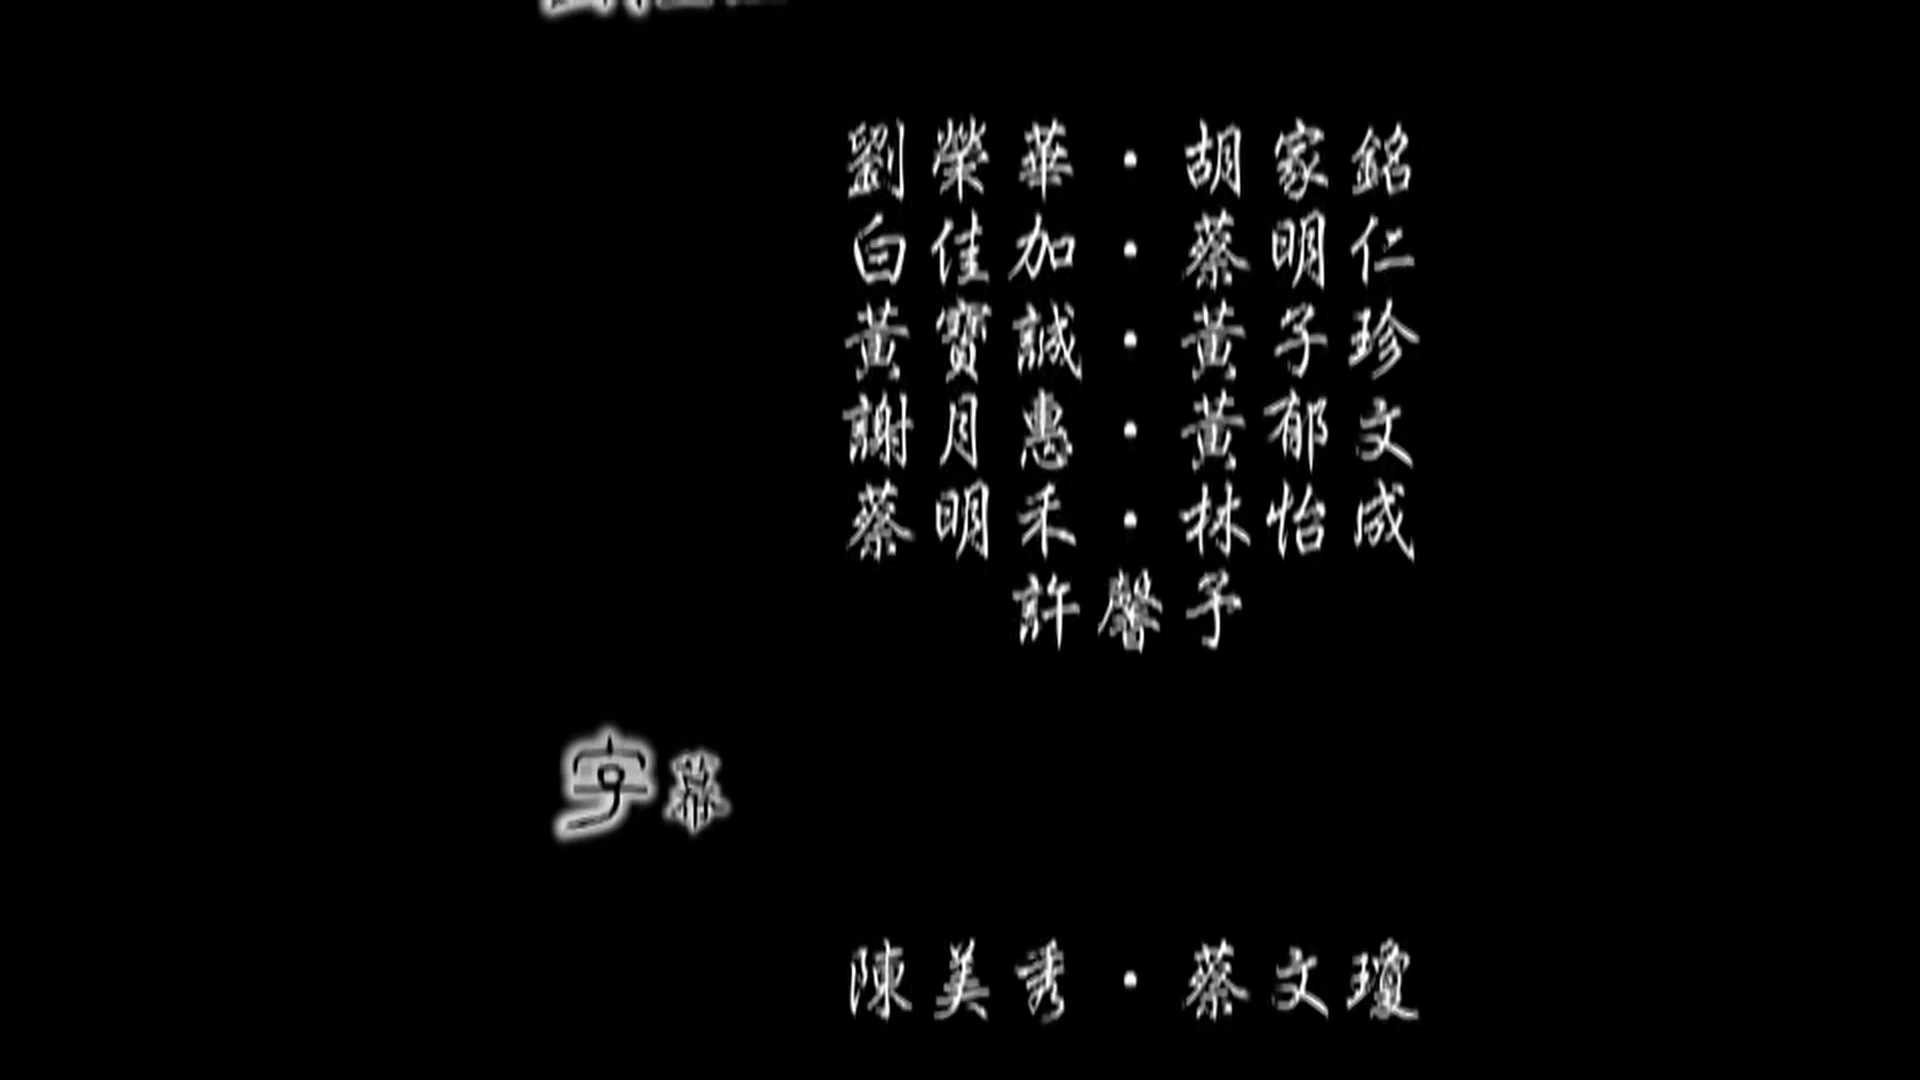 劉榮華・胡家銘
白佳加・蔡明仁
黃寶誠・黃子珍
謝月惠・黃郁文
蔡明禾・林怡成
許馨予
字幕
陳美秀・蔡文瓊